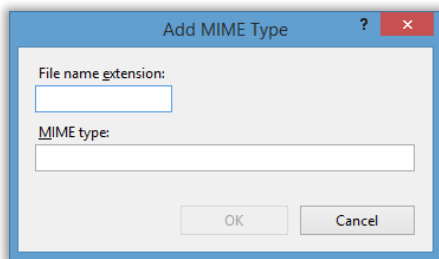 Add MIME Type
? ×
File name extension:
MIME type:
OK Cancel